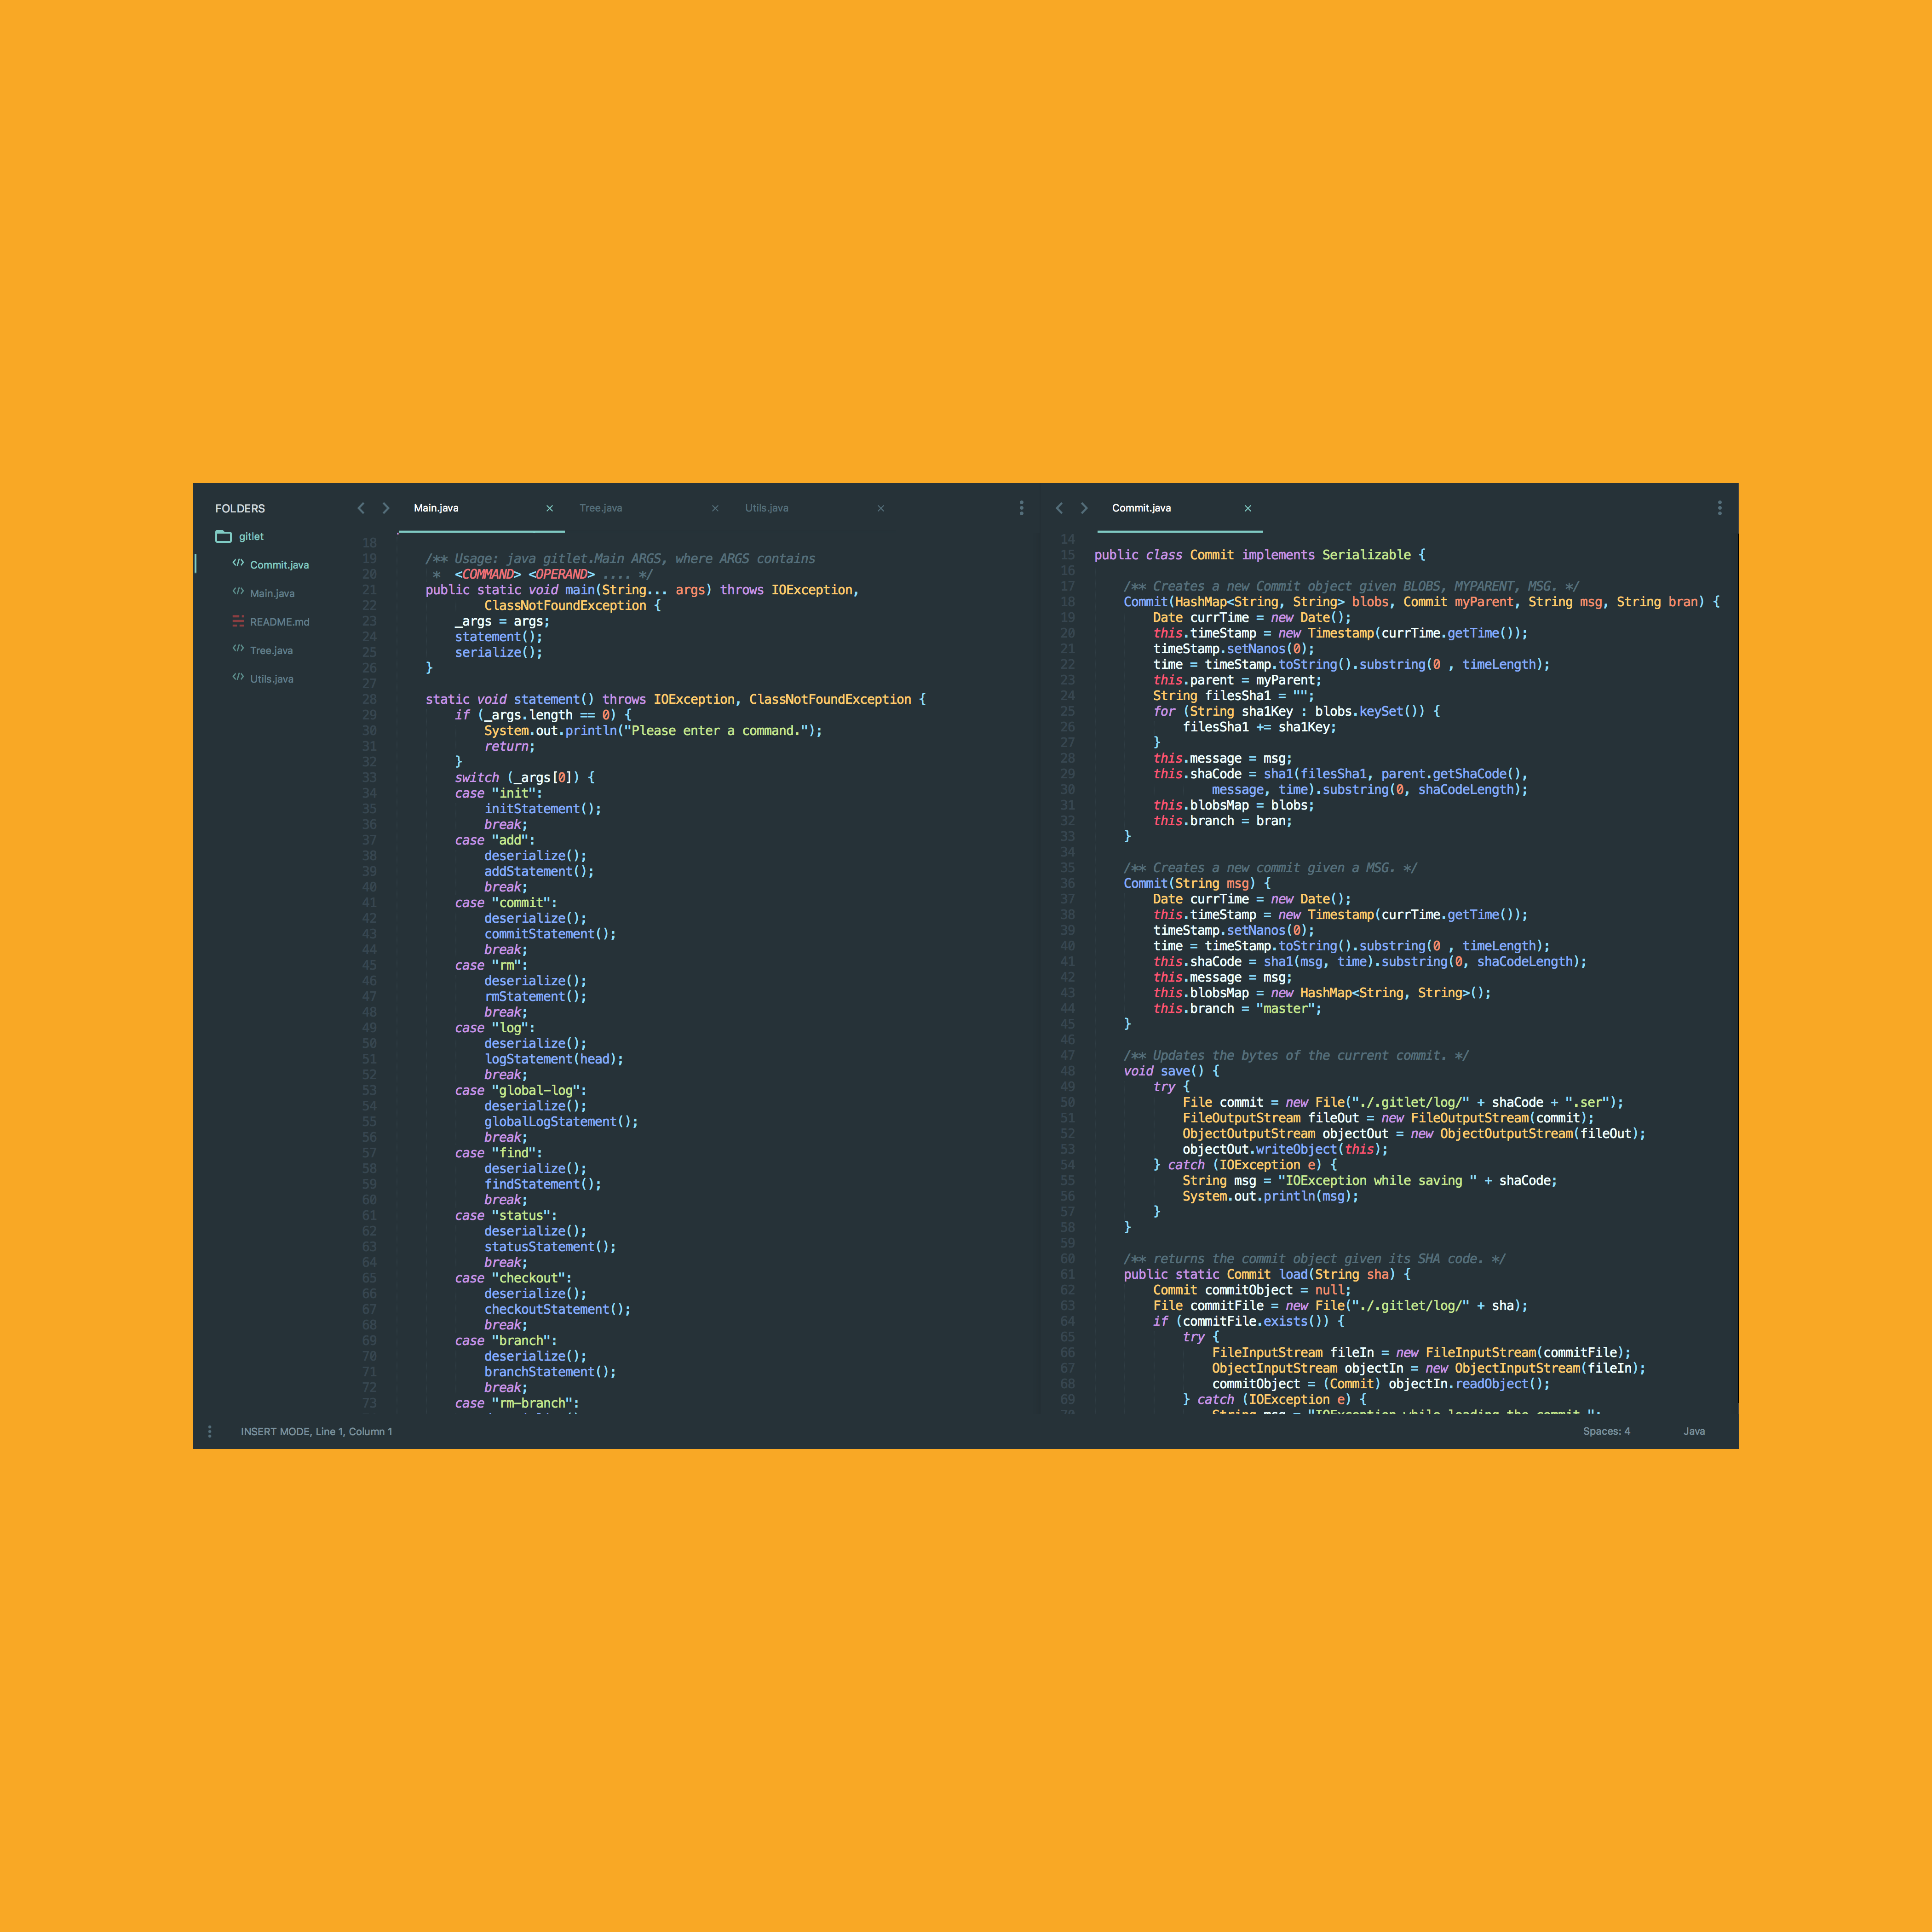 FOLDERS
gitlet
Commit.java
Main.java
README.md
Tree.java
Utils.java
Main.java
Tree.java
Utils.java
18
19 /** Usage: java gitlet.Main ARGS, where ARGS contains
20  *  <COMMAND> <OPERAND> .... */
21 public static void main(String... args) throws IOException,
22         ClassNotFoundException {
23     _args = args;
24     statement();
25     serialize();
26 }
27
28 static void statement() throws IOException, ClassNotFoundException {
29     if (_args.length == 0) {
30         System.out.println("Please enter a command.");
31         return;
32     }
33     switch (_args[0]) {
34     case "init":
35         initStatement();
36         break;
37     case "add":
38         deserialize();
39         addStatement();
40         break;
41     case "commit":
42         deserialize();
43         commitStatement();
44         break;
45     case "rm":
46         deserialize();
47         rmStatement();
48         break;
49     case "log":
50         deserialize();
51         logStatement(head);
52         break;
53     case "global-log":
54         deserialize();
55         globalLogStatement();
56         break;
57     case "find":
58         deserialize();
59         findStatement();
60         break;
61     case "status":
62         deserialize();
63         statusStatement();
64         break;
65     case "checkout":
66         deserialize();
67         checkoutStatement();
68         break;
69     case "branch":
70         deserialize();
71         branchStatement();
72         break;
73     case "rm-branch":
Commit.java
14
15 public class Commit implements Serializable {
16
17     /** Creates a new Commit object given BLOBS, MYPARENT, MSG. */
18     Commit(HashMap<String, String> blobs, Commit myParent, String msg, String bran) {
19         Date currTime = new Date();
20         this.timeStamp = new Timestamp(currTime.getTime());
21         timeStamp.setNanos(0);
22         time = timeStamp.toString().substring(0 , timeLength);
23         this.parent = myParent;
24         String filesSha1 = "";
25         for (String sha1Key : blobs.keySet()) {
26             filesSha1 += sha1Key;
27         }
28         this.message = msg;
29         this.shaCode = sha1(filesSha1, parent.getShaCode(),
30                 message, time).substring(0, shaCodeLength);
31         this.blobsMap = blobs;
32         this.branch = bran;
33     }
34
35     /** Creates a new commit given a MSG. */
36     Commit(String msg) {
37         Date currTime = new Date();
38         this.timeStamp = new Timestamp(currTime.getTime());
39         timeStamp.setNanos(0);
40         time = timeStamp.toString().substring(0 , timeLength);
41         this.shaCode = sha1(msg, time).substring(0, shaCodeLength);
42         this.message = msg;
43         this.blobsMap = new HashMap<String, String>();
44         this.branch = "master";
45     }
46
47     /** Updates the bytes of the current commit. */
48     void save() {
49         try {
50             File commit = new File("./.gitlet/log/" + shaCode + ".ser");
51             FileOutputStream fileOut = new FileOutputStream(commit);
52             ObjectOutputStream objectOut = new ObjectOutputStream(fileOut);
53             objectOut.writeObject(this);
54         } catch (IOException e) {
55             String msg = "IOException while saving " + shaCode;
56             System.out.println(msg);
57         }
58     }
59
60     /** returns the commit object given its SHA code. */
61     public static Commit load(String sha) {
62         Commit commitObject = null;
63         File commitFile = new File("./.gitlet/log/" + sha);
64         if (commitFile.exists()) {
65             try {
66                 FileInputStream fileIn = new FileInputStream(commitFile);
67                 ObjectInputStream objectIn = new ObjectInputStream(fileIn);
68                 commitObject = (Commit) objectIn.readObject();
69             } catch (IOException e) {
70                 String msg = "IOException while loading the commit ";
INSERT MODE, Line 1, Column 1
Spaces: 4
Java